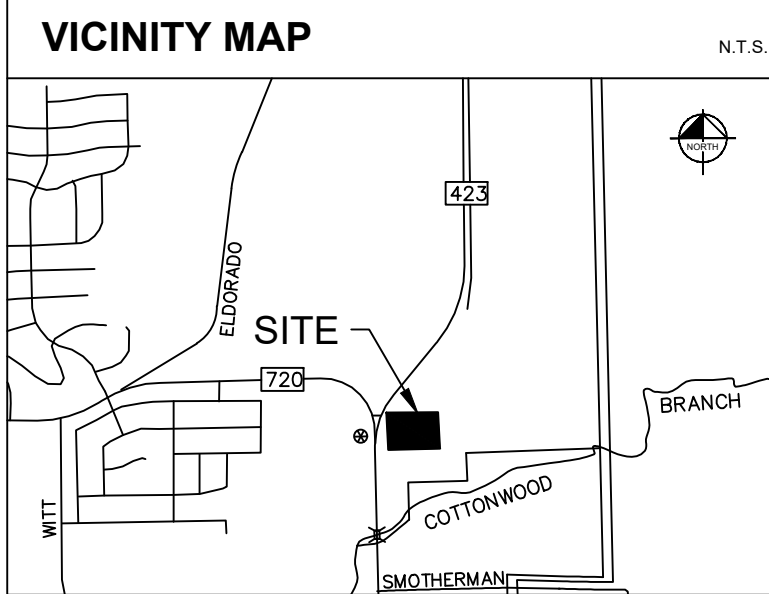 VICINITY MAP
N.T.S.
NORTH
423
ELDORADO
SITE
720
BRANCH
COTTONWOOD
WITT
SMOTHERMAN